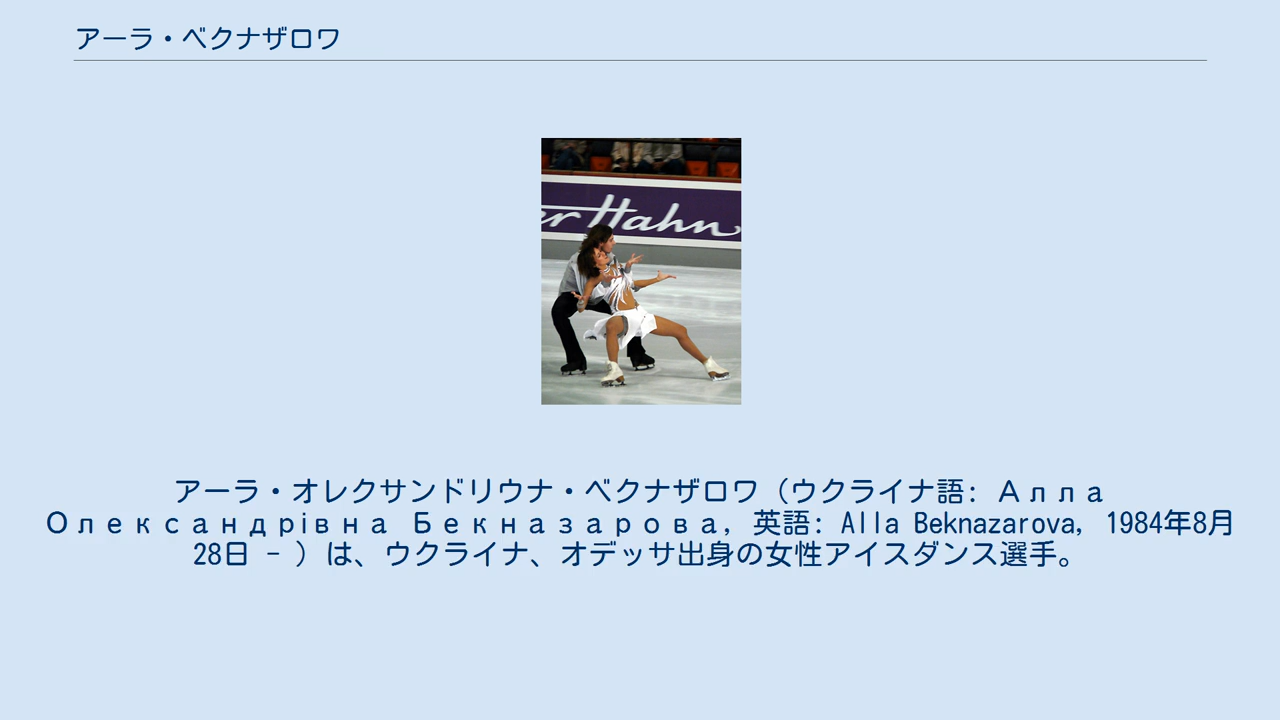 アーラ・ベクナザロワ
er Hahn
アーラ・オレクサンドリウナ・ベクナザロワ（ウクライナ語: Алла
Олександрівна Бекназарова, 英語: Alla Beknazarova, 1984年8月
28日 - ）は、ウクライナ、オデッサ出身の女性アイスダンス選手。